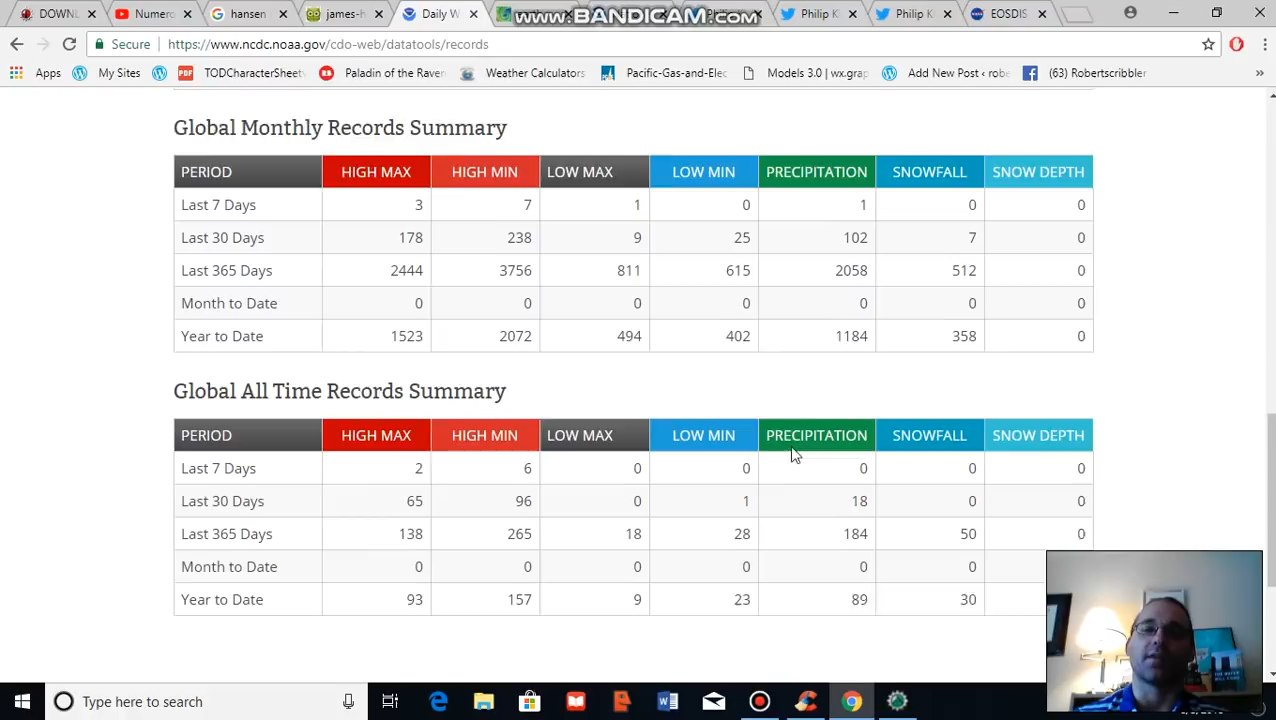 DOWNL
Numero
hansen
james-h
Daily W
www.BANDICAM.com
Philip K
Philip K
EOSDIS
Secure https://www.ncdc.noaa.gov/cdo-web/datatools/records
Apps My Sites TODCharacterSheet Paladin of the Raven Weather Calculators Pacific-Gas-and-Elec Models 3.0 | wx.grap Add New Post ‹ robe (63) Robertscribbler »
Global Monthly Records Summary
PERIOD HIGH MAX HIGH MIN LOW MAX LOW MIN PRECIPITATION SNOWFALL SNOW DEPTH
Last 7 Days 3 7 1 0 1 0 0
Last 30 Days 178 238 9 25 102 7 0
Last 365 Days 2444 3756 811 615 2058 512 0
Month to Date 0 0 0 0 0 0 0
Year to Date 1523 2072 494 402 1184 358 0
Global All Time Records Summary
PERIOD HIGH MAX HIGH MIN LOW MAX LOW MIN PRECIPITATION SNOWFALL SNOW DEPTH
Last 7 Days 2 6 0 0 0 0 0
Last 30 Days 65 96 0 1 18 0 0
Last 365 Days 138 265 18 28 184 50 0
Month to Date 0 0 0 0 0 0
Year to Date 93 157 9 23 89 30
Type here to search